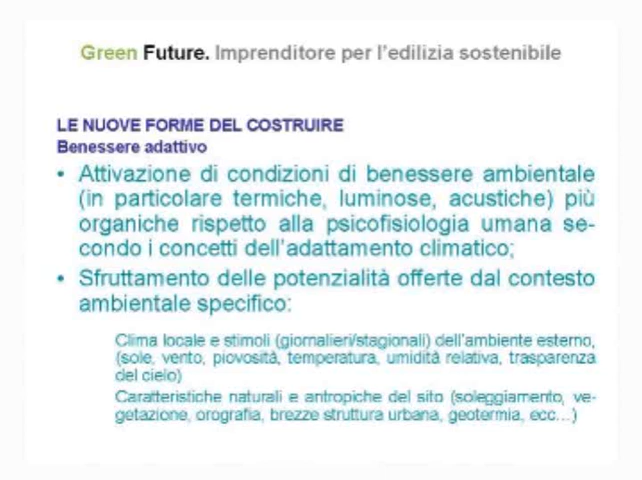 Green Future. Imprenditore per l'edilizia sostenibile
LE NUOVE FORME DEL COSTRUIRE
Benessere adattivo
• Attivazione di condizioni di benessere ambientale
(in particolare termiche, luminose, acustiche) più
organiche rispetto alla psicofisiologia umana se-
condo i concetti dell'adattamento climatico;
• Sfruttamento delle potenzialità offerte dal contesto
ambientale specifico:
Clima locale e stimoli (giornalieri/stagionali) dell'ambiente esterno,
(sole, vento, piovosità, temperatura, umidità relativa, trasparenza
del cielo)
Caratteristiche naturali e antropiche del sito (soleggiamento, ve-
getazione, orografia, brezze struttura urbana, geotermia, ecc...)